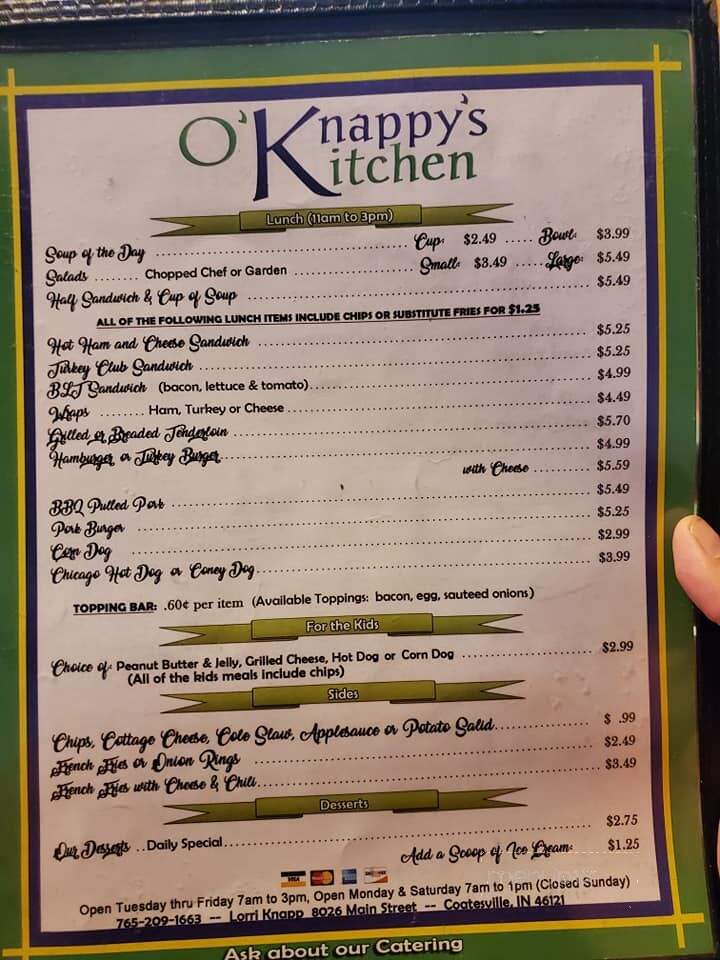 O'Knappy's
Kitchen
Lunch (11am to 3pm)
Soup of the Day ........ Cup: $2.49 ..... Bowl: $3.99
Salads ........ Chopped Chef or Garden ........ Small: $3.49 ..... Large: $5.49
Half Sandwich & Cup of Soup ........ $5.49
ALL OF THE FOLLOWING LUNCH ITEMS INCLUDE CHIPS OR SUBSTITUTE FRIES FOR $1.25
Hot Ham and Cheese Sandwich ........ $5.25
Turkey Club Sandwich ........ $5.25
BLT Sandwich (bacon, lettuce & tomato) ........ $4.99
Wraps ........ Ham, Turkey or Cheese ........ $4.49
Grilled or Breaded Tenderloin ........ $5.70
Hamburger or Turkey Burger ........ $4.99
with Cheese ........ $5.59
BBQ Pulled Pork ........ $5.49
Pork Burger ........ $5.25
Corn Dog ........ $2.99
Chicago Hot Dog or Coney Dog ........ $3.99
TOPPING BAR: .60¢ per item (Available Toppings: bacon, egg, sauteed onions)
For the Kids
Choice of: Peanut Butter & Jelly, Grilled Cheese, Hot Dog or Corn Dog ........ $2.99
(All of the kids meals include chips)
Sides
Chips, Cottage Cheese, Cole Slaw, Applesauce or Potato Salid ........ $ .99
French Fries or Onion Rings ........ $2.49
French Fries with Cheese & Chili ........ $3.49
Desserts
Our Desserts .. Daily Special ........ $2.75
Add a Scoop of Ice Cream: $1.25
VISA MasterCard DISCOVER
Open Tuesday thru Friday 7am to 3pm, Open Monday & Saturday 7am to 1pm (Closed Sunday)
765-209-1663 -- Lorri Knapp 8026 Main Street -- Coatesville, IN 46121
Ask about our Catering